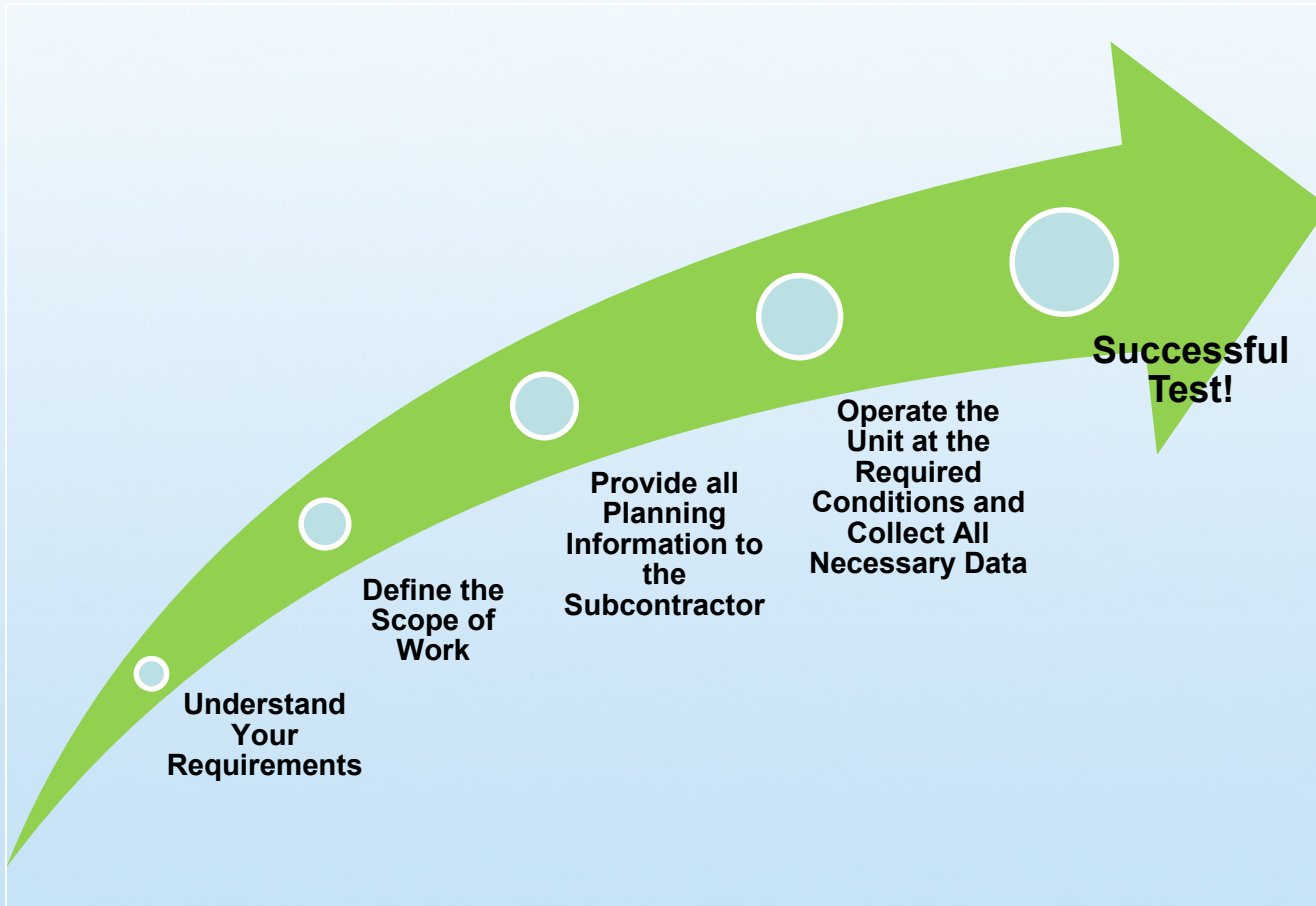 Understand
Your
Requirements
Define the
Scope of
Work
Provide all
Planning
Information to
the
Subcontractor
Operate the
Unit at the
Required
Conditions and
Collect All
Necessary Data
Successful
Test!